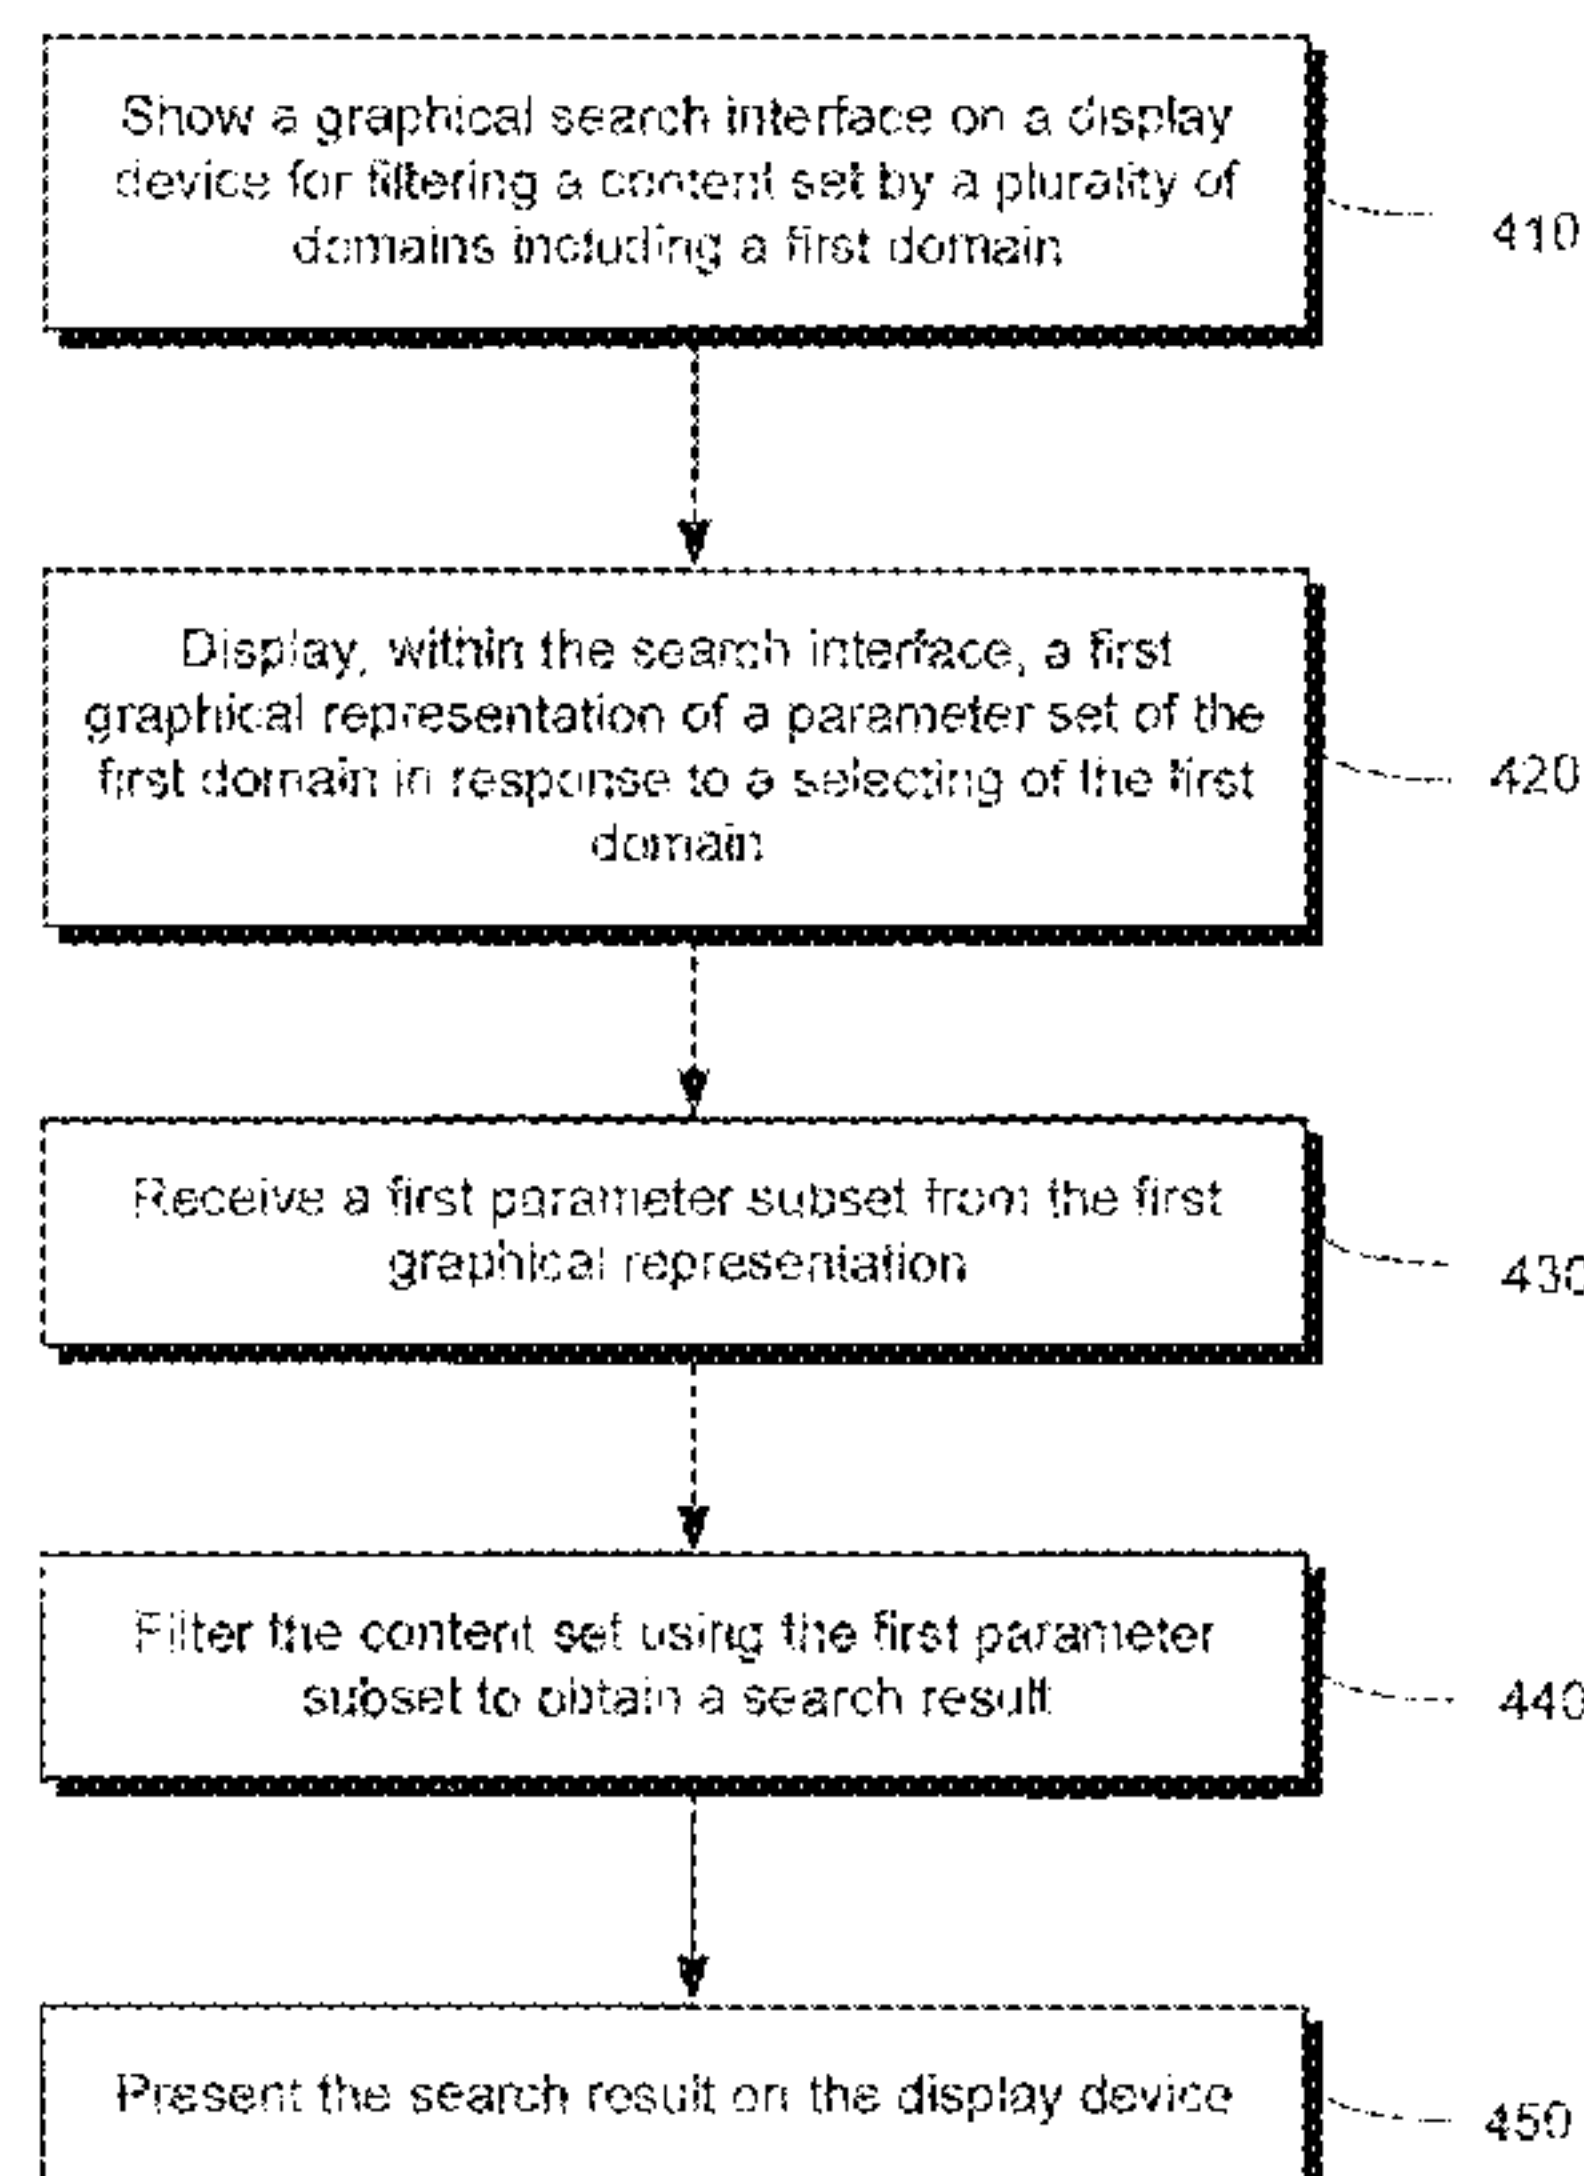 Show a graphical search interface on a display
device for filtering a content set by a plurality of
domains including a first domain
410
Display, within the search interface, a first
graphical representation of a parameter set of the
first domain in response to a selecting of the first
domain
420
Receive a first parameter subset from the first
graphical representation
430
Filter the content set using the first parameter
subset to obtain a search result
440
Present the search result on the display device
450